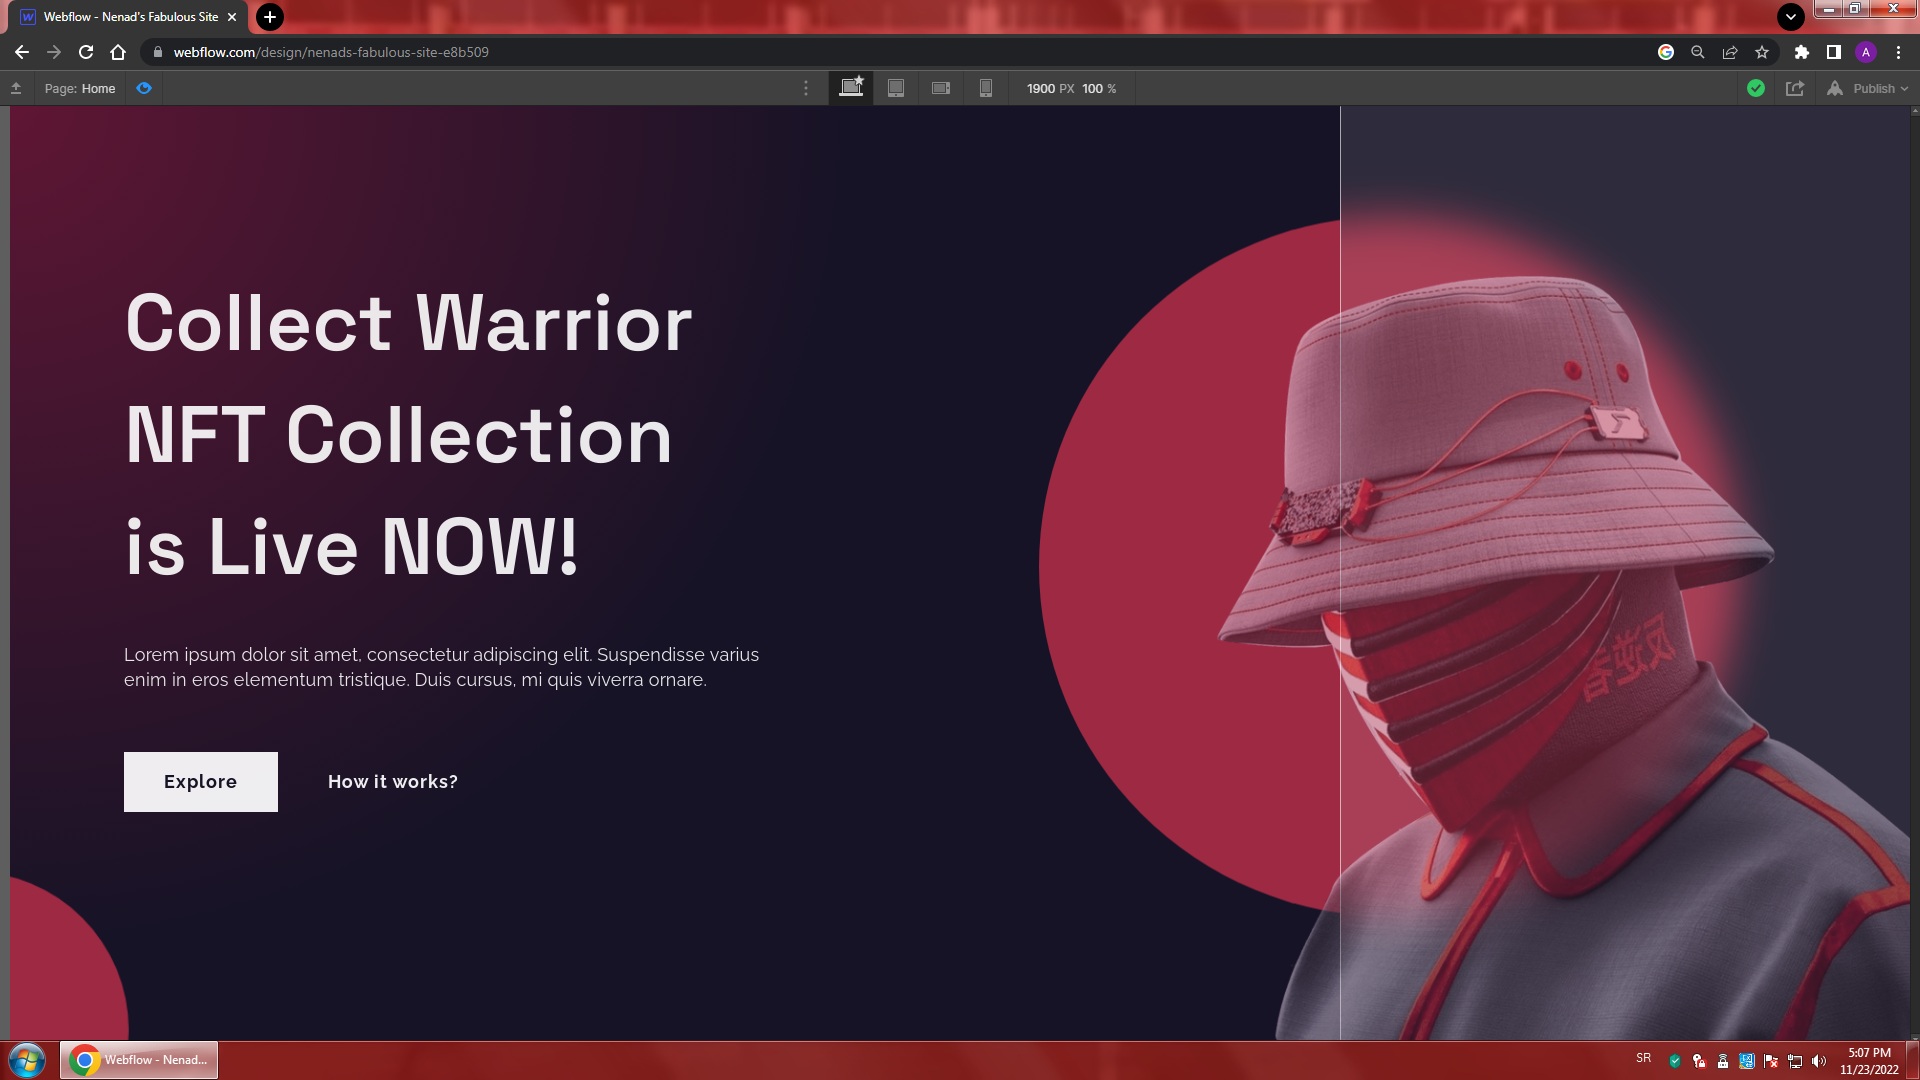 Webflow - Nenad's Fabulous Site
webflow.com/design/nenads-fabulous-site-e8b509
A
Page: Home
1900 PX 100 %
Publish
Collect Warrior
NFT Collection
is Live NOW!
Lorem ipsum dolor sit amet, consectetur adipiscing elit. Suspendisse varius
enim in eros elementum tristique. Duis cursus, mi quis viverra ornare.
Explore
How it works?
Webflow - Nenad...
SR
5:07 PM
11/23/2022